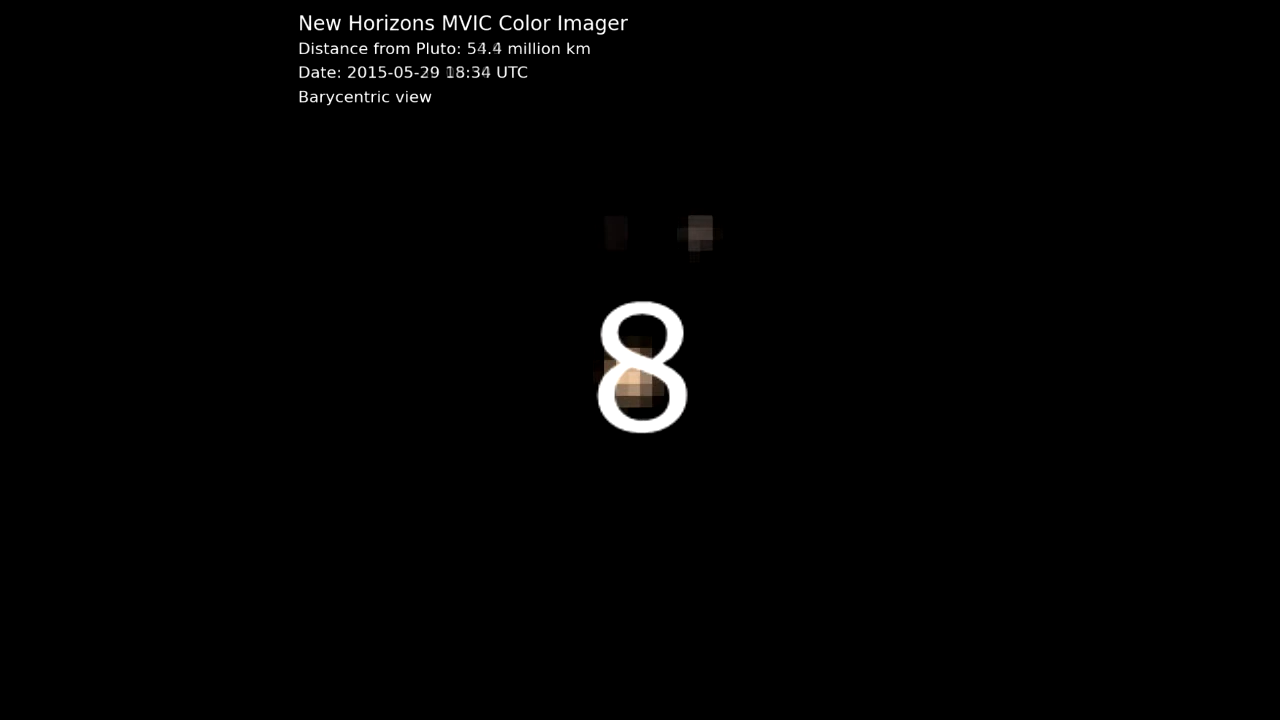 New Horizons MVIC Color Imager
Distance from Pluto: 54.4 million km
Date: 2015-05-29 18:34 UTC
Barycentric view
8